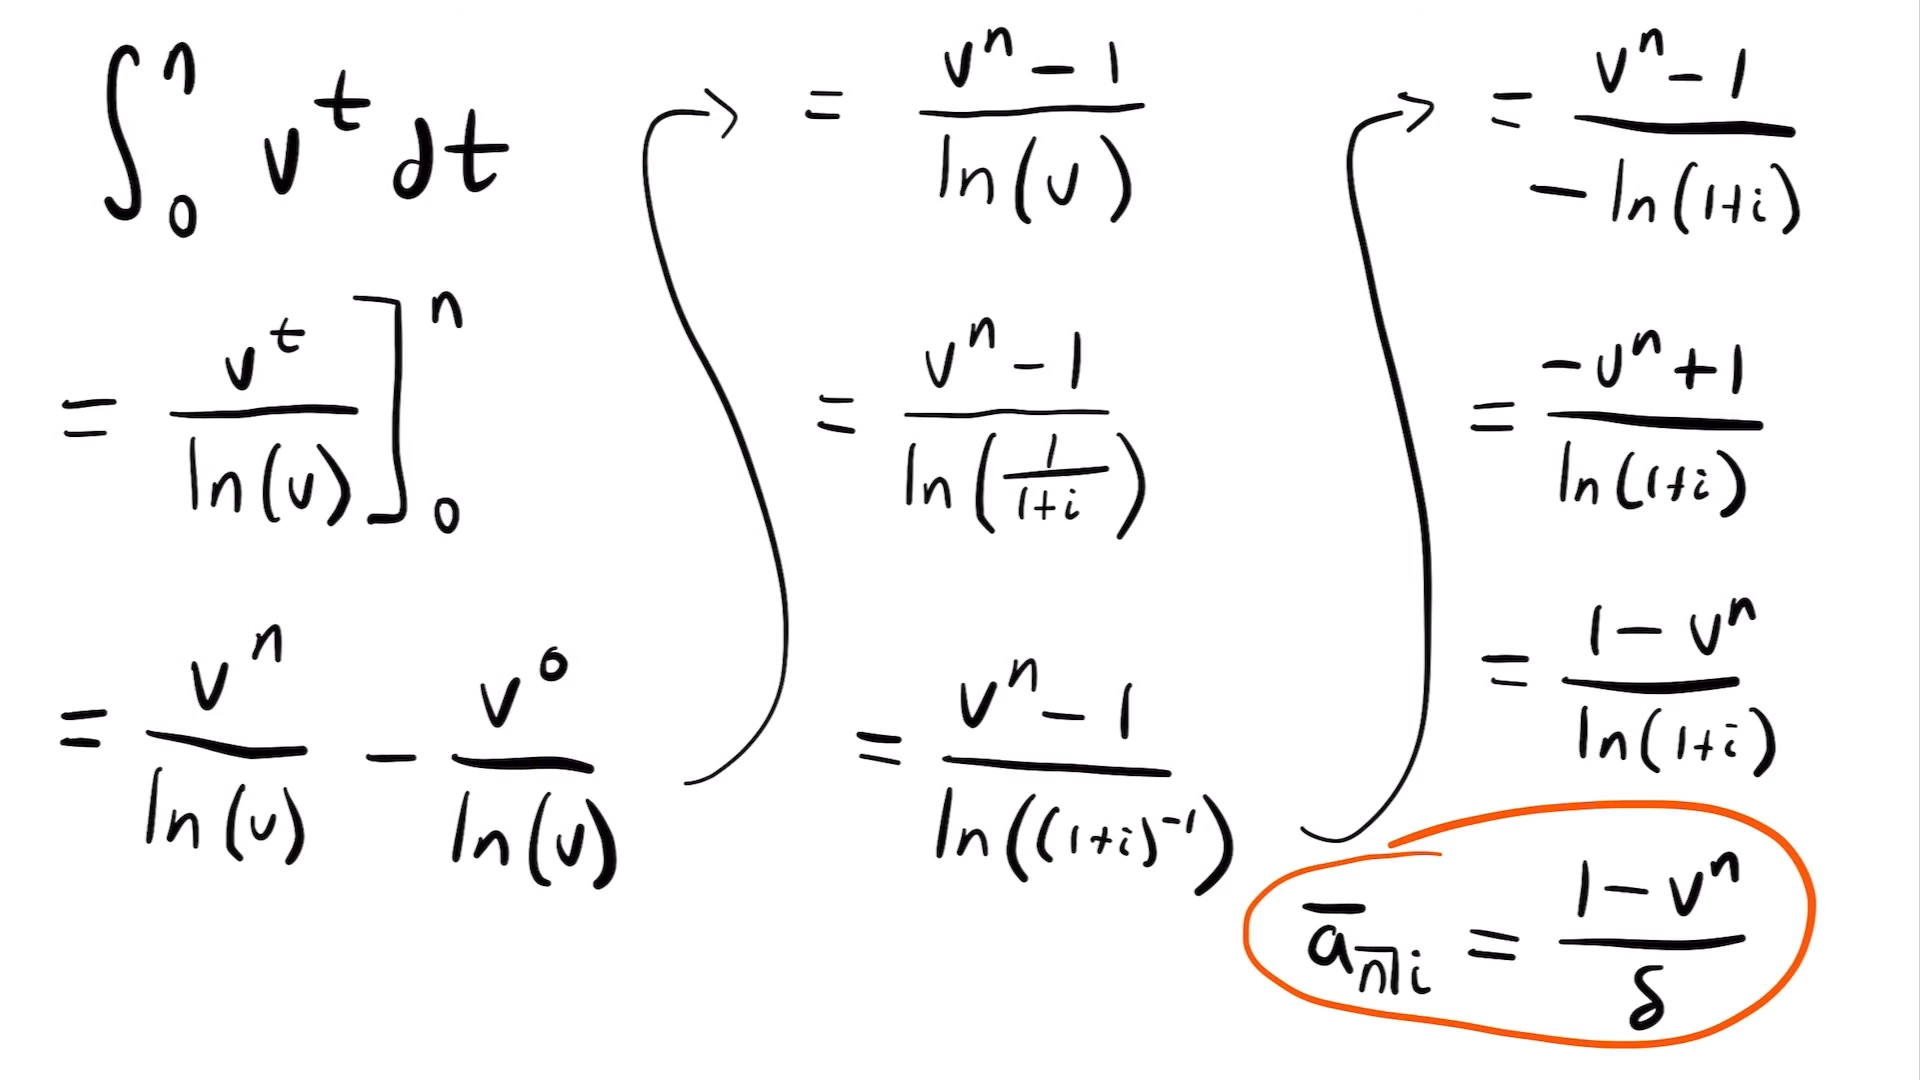 ∫₀ⁿ vᵗ dt
= vᵗ / ln(v) ]₀ⁿ
= vⁿ / ln(v) − v⁰ / ln(v)
= (vⁿ − 1) / ln(v)
= (vⁿ − 1) / ln(1/(1+i))
= (vⁿ − 1) / ln((1+i)⁻¹)
= (vⁿ − 1) / −ln(1+i)
= (−vⁿ + 1) / ln(1+i)
= (1 − vⁿ) / ln(1+i)
a̅_n̅|i = (1 − vⁿ) / δ